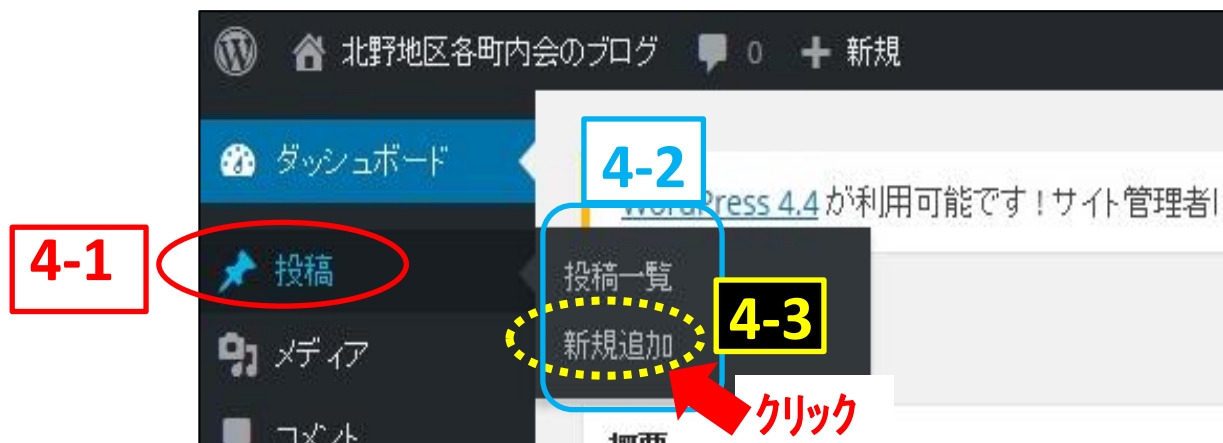 北野地区各町内会のブログ 0 新規
ダッシュボード
4-2
WordPress 4.4 が利用可能です！サイト管理者に
4-1
投稿
投稿一覧
4-3
新規追加
メディア
クリック
コメント
概要